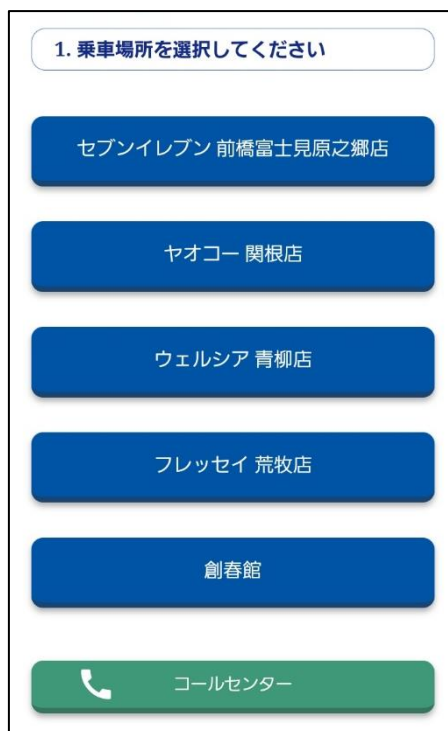 1. 乗車場所を選択してください
セブンイレブン 前橋富士見原之郷店
ヤオコー 関根店
ウェルシア 青柳店
フレッセイ 荒牧店
創春館
コールセンター